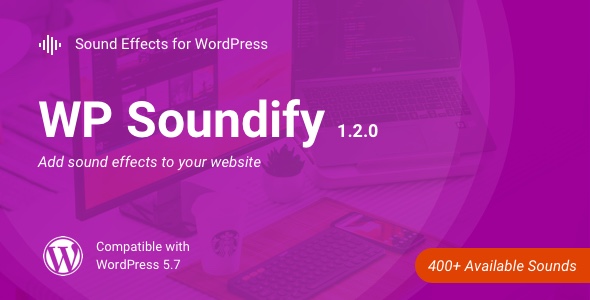 Sound Effects for WordPress
WP Soundify 1.2.0
Add sound effects to your website
Compatible with
WordPress 5.7
400+ Available Sounds